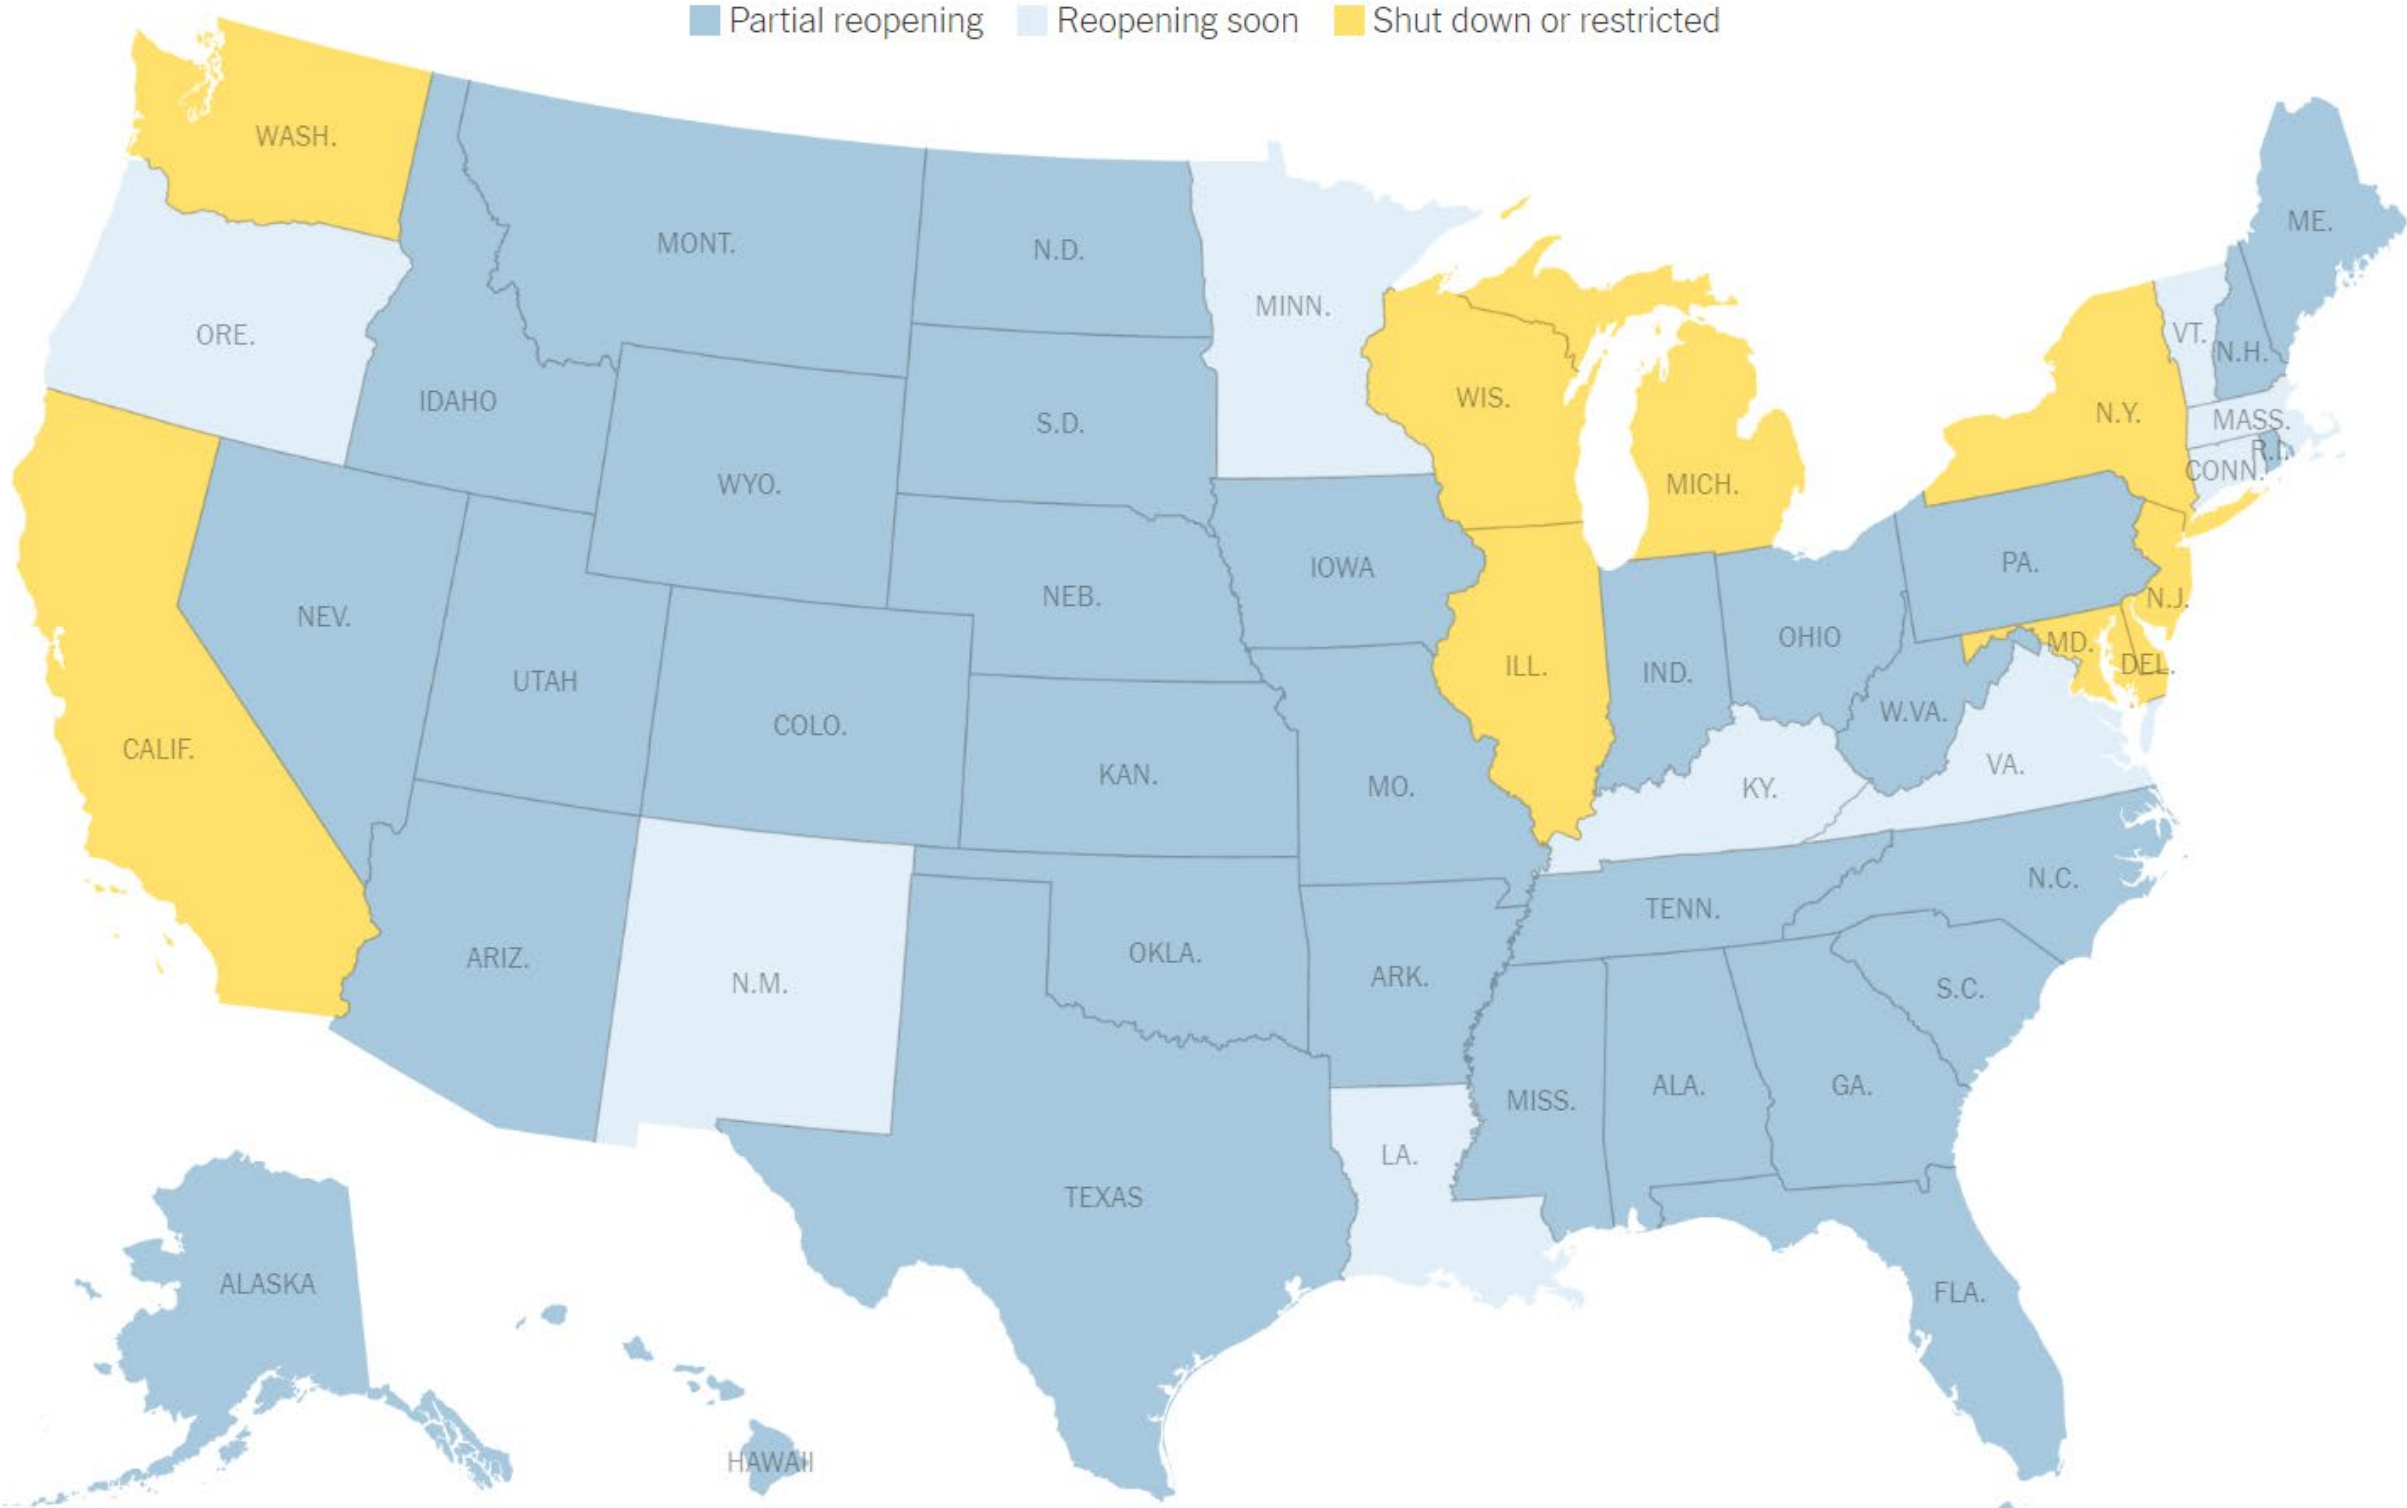 Partial reopening
Reopening soon
Shut down or restricted
WASH.
MONT.
N.D.
ME.
MINN.
ORE.
VT.
N.H.
IDAHO
WIS.
N.Y.
MASS.
S.D.
R.I.
CONN.
WYO.
MICH.
PA.
IOWA
NEB.
N.J.
NEV.
OHIO
MD.
DEL.
ILL.
IND.
UTAH
W.VA.
COLO.
CALIF.
VA.
KAN.
MO.
KY.
N.C.
TENN.
OKLA.
ARIZ.
ARK.
N.M.
S.C.
ALA.
GA.
MISS.
LA.
TEXAS
ALASKA
FLA.
HAWAII